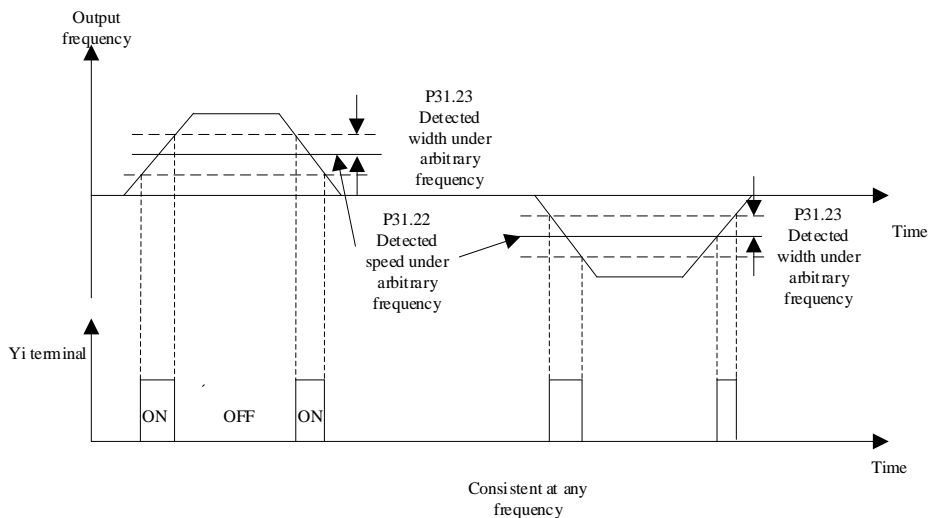 Output
frequency
P31.23
Detected
width under
arbitrary
frequency
P31.22
Detected
speed under
arbitrary
frequency
P31.23
Detected
width under
arbitrary
frequency
Time
Yi terminal
ON
OFF
ON
Time
Consistent at any
frequency